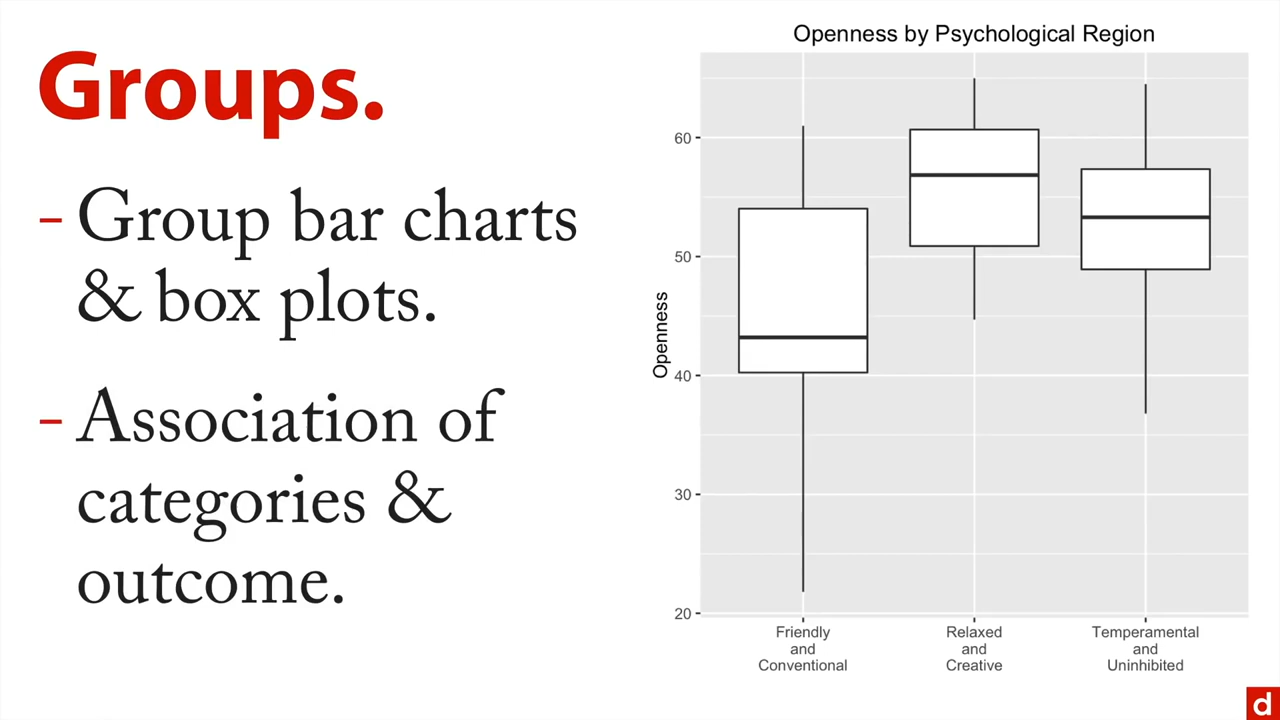 Groups.
– Group bar charts
& box plots.
– Association of
categories &
outcome.
Openness by Psychological Region
Openness
60
50
40
30
20
Friendly
and
Conventional
Relaxed
and
Creative
Temperamental
and
Uninhibited
d